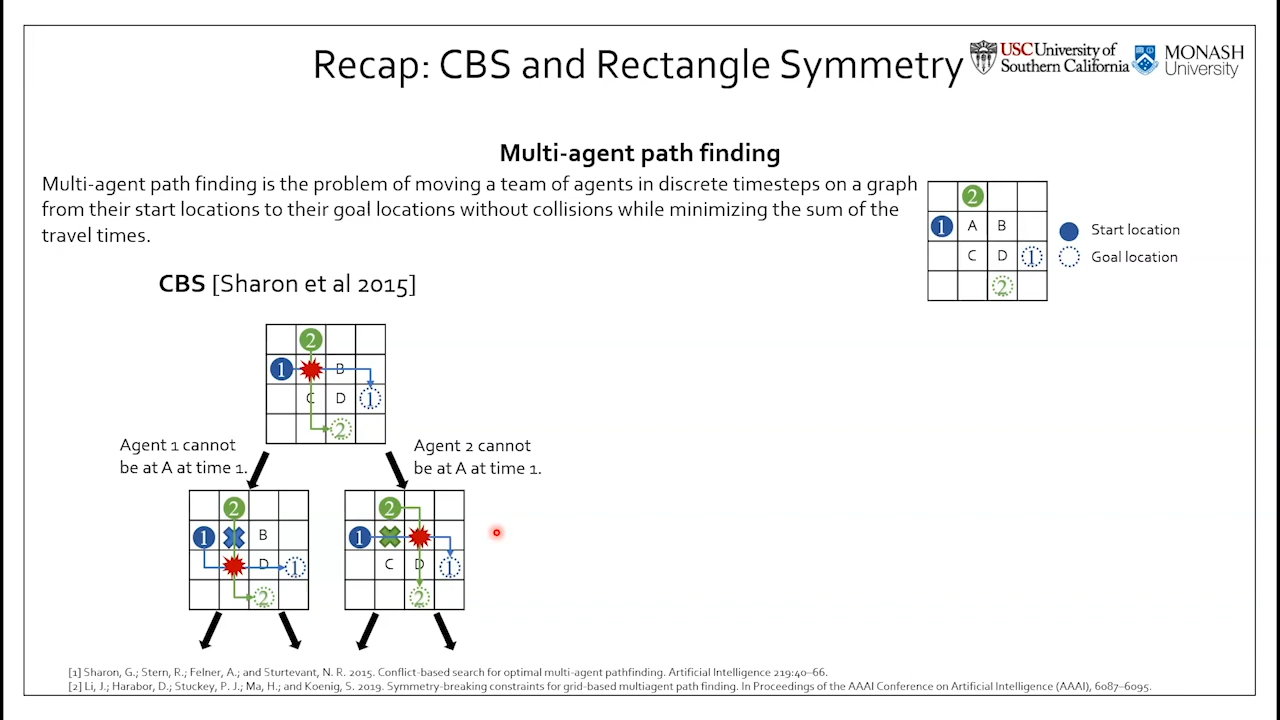 Recap: CBS and Rectangle Symmetry
USC University of
Southern California
MONASH
University
Multi-agent path finding
Multi-agent path finding is the problem of moving a team of agents in discrete timesteps on a graph
from their start locations to their goal locations without collisions while minimizing the sum of the
travel times.
2
1 A B
C D 1
2
Start location
Goal location
CBS [Sharon et al 2015]
2
1 B
C D 1
2
Agent 1 cannot
be at A at time 1.
Agent 2 cannot
be at A at time 1.
2
1 B
D 1
2
2
1
C D 1
2
[1] Sharon, G.; Stern, R.; Felner, A.; and Sturtevant, N. R. 2015. Conflict-based search for optimal multi-agent pathfinding. Artificial Intelligence 219:40–66.
[2] Li, J.; Harabor, D.; Stuckey, P. J.; Ma, H.; and Koenig, S. 2019. Symmetry-breaking constraints for grid-based multiagent path finding. In Proceedings of the AAAI Conference on Artificial Intelligence (AAAI), 6087–6095.